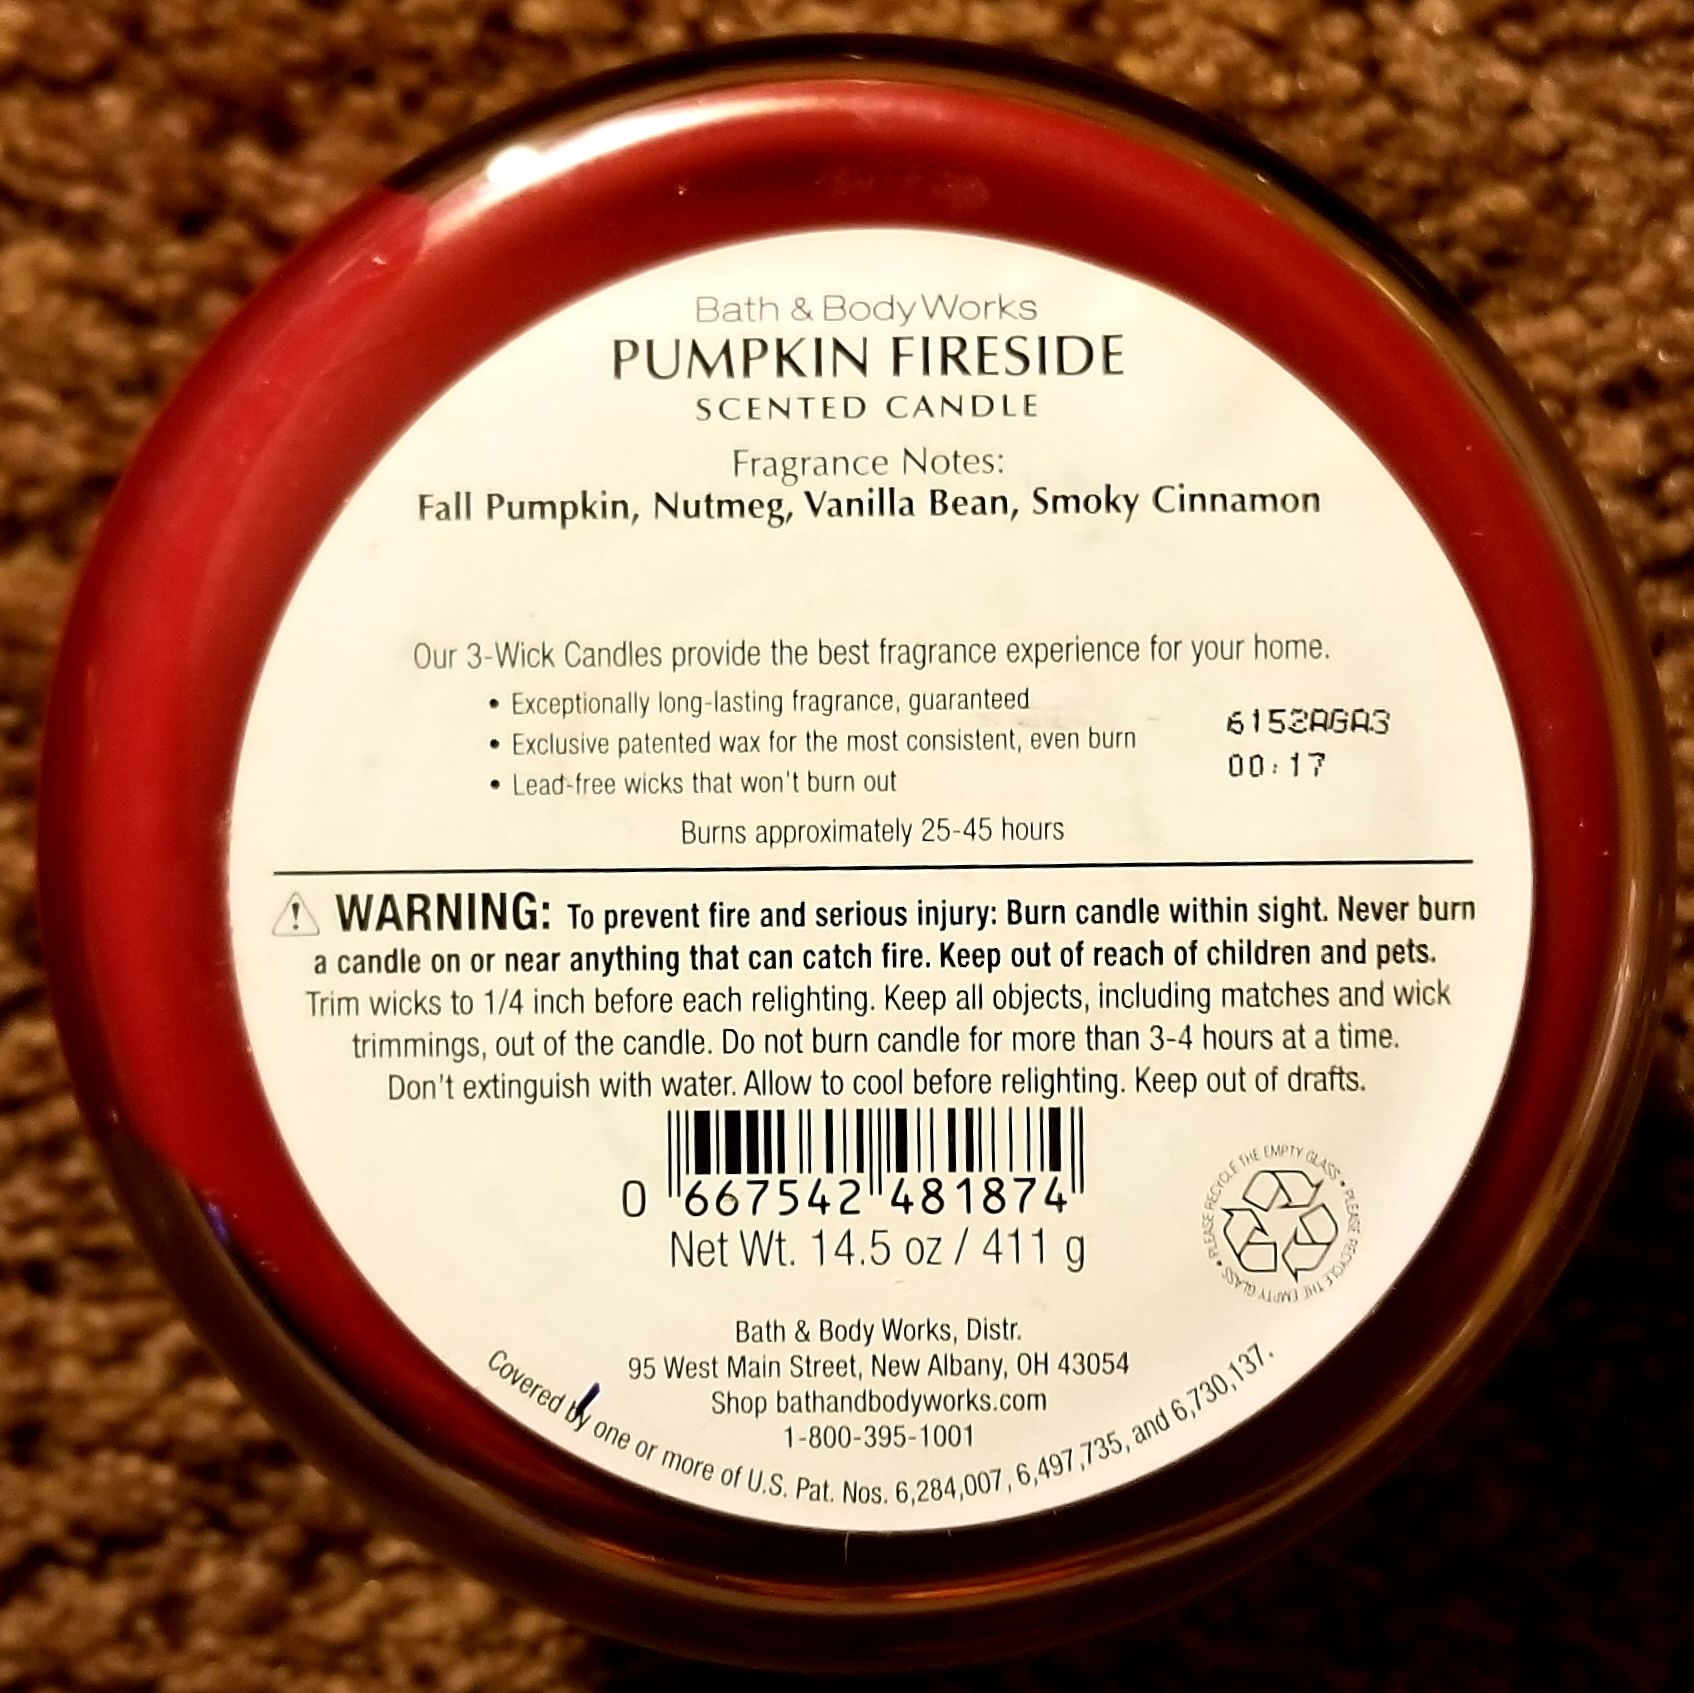 Bath & Body Works
PUMPKIN FIRESIDE
SCENTED CANDLE
Fragrance Notes:
Fall Pumpkin, Nutmeg, Vanilla Bean, Smoky Cinnamon
Our 3-Wick Candles provide the best fragrance experience for your home.
• Exceptionally long-lasting fragrance, guaranteed
• Exclusive patented wax for the most consistent, even burn
• Lead-free wicks that won't burn out
6152AGA3
00:17
Burns approximately 25-45 hours
WARNING: To prevent fire and serious injury: Burn candle within sight. Never burn
a candle on or near anything that can catch fire. Keep out of reach of children and pets.
Trim wicks to 1/4 inch before each relighting. Keep all objects, including matches and wick
trimmings, out of the candle. Do not burn candle for more than 3-4 hours at a time.
Don't extinguish with water. Allow to cool before relighting. Keep out of drafts.
0 667542 481874
Net Wt. 14.5 oz / 411 g
• PLEASE RECYCLE THE EMPTY GLASS • PLEASE RECYCLE THE EMPTY GLASS
Bath & Body Works, Distr.
95 West Main Street, New Albany, OH 43054
Shop bathandbodyworks.com
1-800-395-1001
Covered by one or more of U.S. Pat. Nos. 6,284,007, 6,497,735, and 6,730,137.